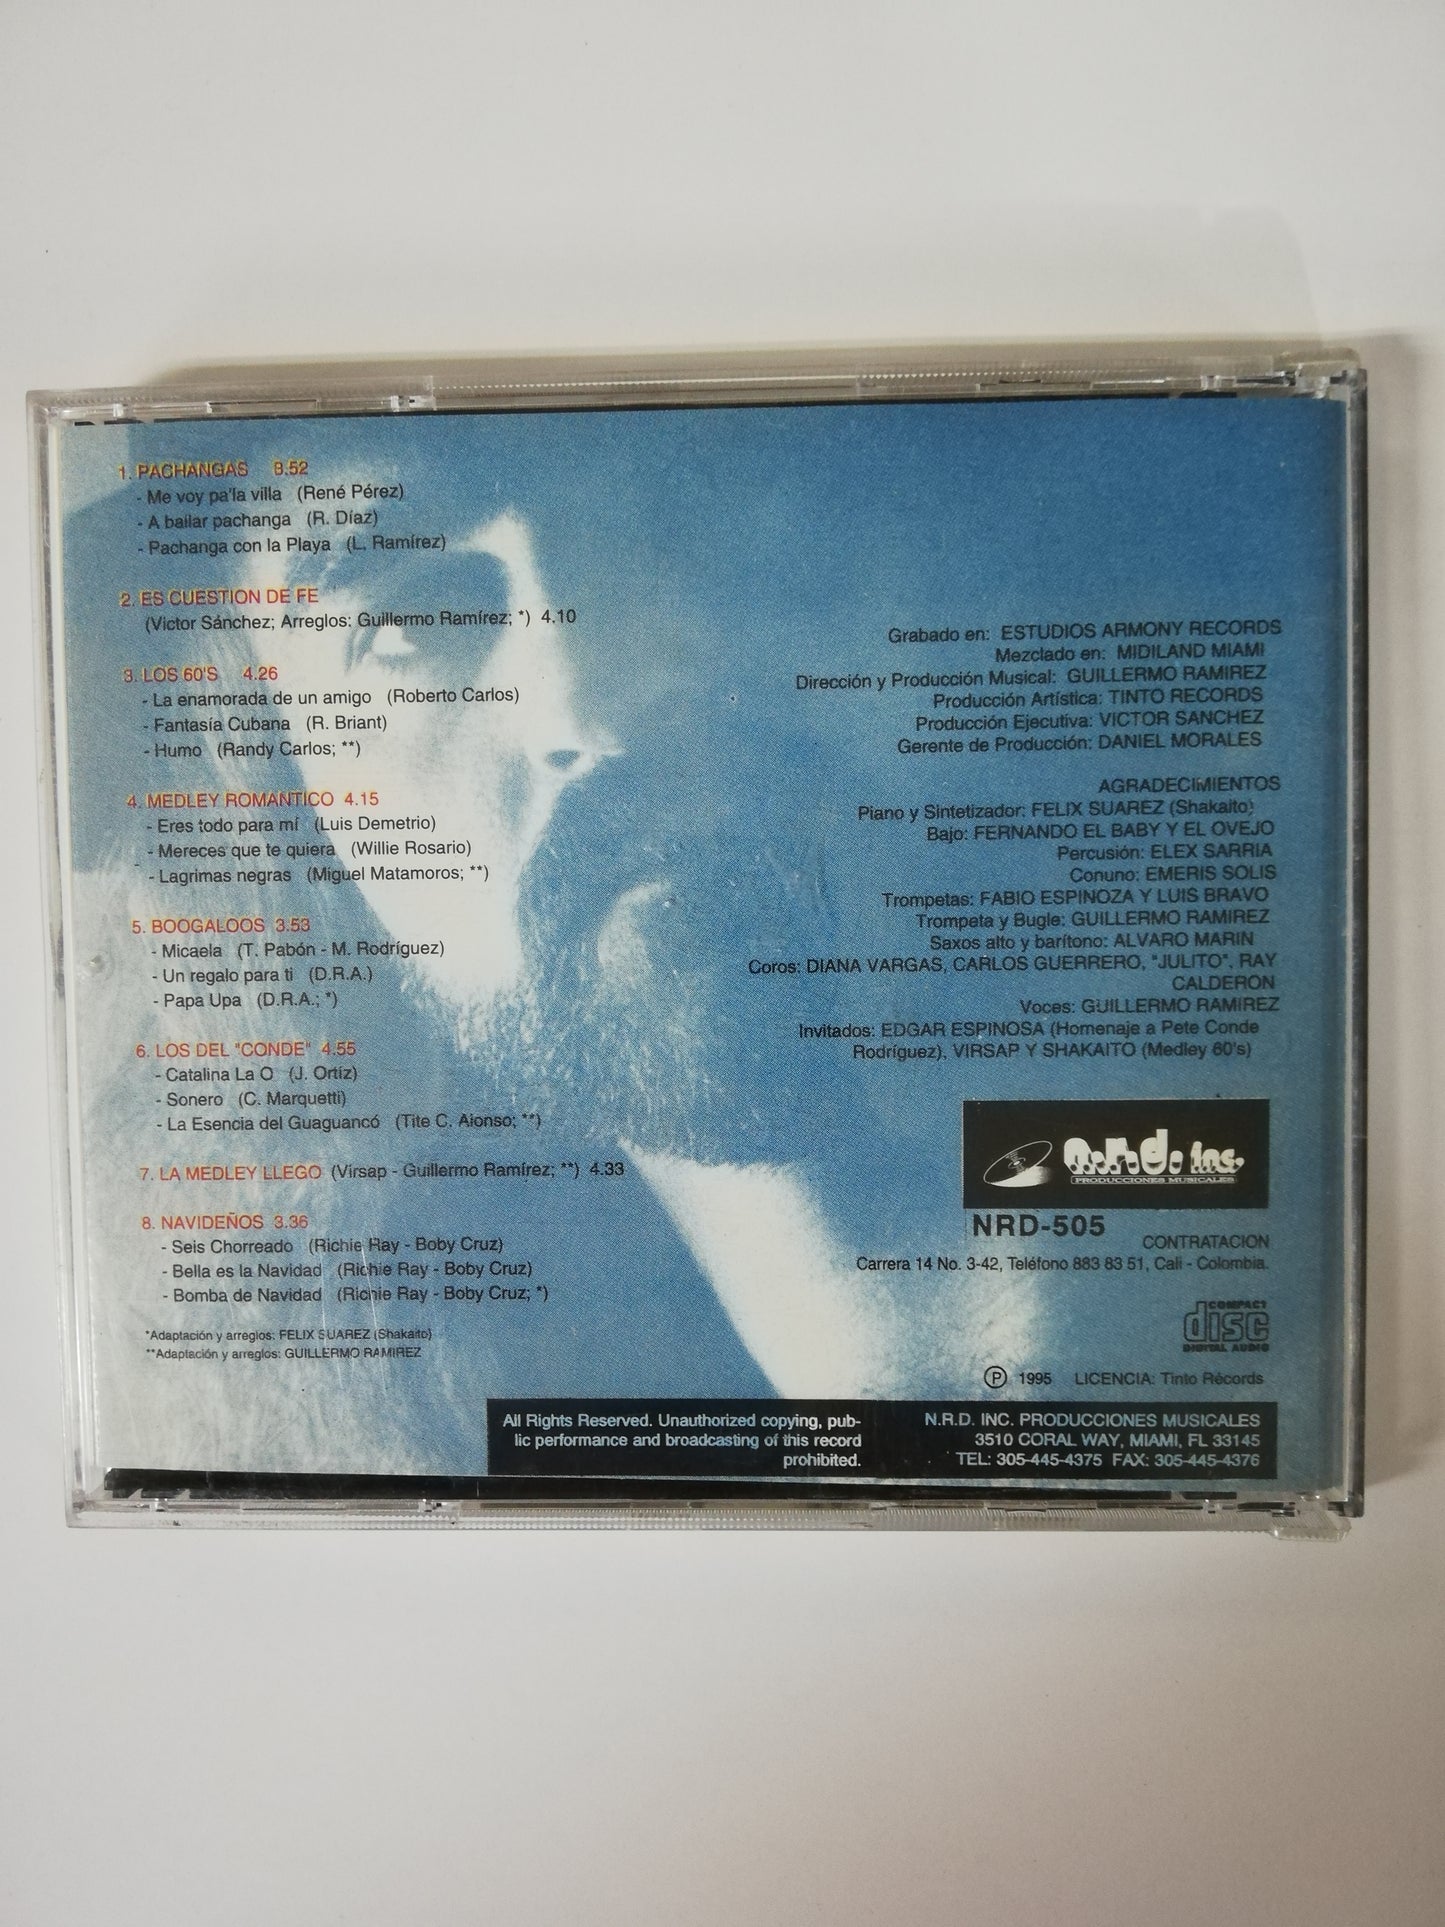 1. PACHANGAS 3.52
- Me voy pa'la villa (René Pérez)
- A bailar pachanga (R. Díaz)
- Pachanga con la Playa (L. Ramírez)
2. ES CUESTION DE FE
(Victor Sánchez; Arreglos: Guillermo Ramírez; *) 4.10
3. LOS 60'S 4.26
- La enamorada de un amigo (Roberto Carlos)
- Fantasía Cubana (R. Briant)
- Humo (Randy Carlos; **)
4. MEDLEY ROMANTICO 4.15
- Eres todo para mí (Luis Demetrio)
- Mereces que te quiera (Willie Rosario)
- Lagrimas negras (Miguel Matamoros; **)
5. BOOGALOOS 3.53
- Micaela (T. Pabón - M. Rodríguez)
- Un regalo para ti (D.R.A.)
- Papa Upa (D.R.A.; *)
6. LOS DEL "CONDE" 4.55
- Catalina La O (J. Ortíz)
- Sonero (C. Marquetti)
- La Esencia del Guaguancó (Tite C. Alonso; **)
7. LA MEDLEY LLEGO (Virsap - Guillermo Ramírez; **) 4.33
8. NAVIDEÑOS 3.36
- Seis Chorreado (Richie Ray - Boby Cruz)
- Bella es la Navidad (Richie Ray - Boby Cruz)
- Bomba de Navidad (Richie Ray - Boby Cruz; *)
*Adaptación y arreglos: FELIX SUAREZ (Shakaito)
**Adaptación y arreglos: GUILLERMO RAMIREZ
Grabado en: ESTUDIOS ARMONY RECORDS
Mezclado en: MIDILAND MIAMI
Dirección y Producción Musical: GUILLERMO RAMIREZ
Producción Artística: TINTO RECORDS
Producción Ejecutiva: VICTOR SANCHEZ
Gerente de Producción: DANIEL MORALES
AGRADECIMIENTOS
Piano y Sintetizador: FELIX SUAREZ (Shakaito)
Bajo: FERNANDO EL BABY Y EL OVEJO
Percusión: ELEX SARRIA
Conuno: EMERIS SOLIS
Trompetas: FABIO ESPINOZA Y LUIS BRAVO
Trompeta y Bugle: GUILLERMO RAMIREZ
Saxos alto y barítono: ALVARO MARIN
Coros: DIANA VARGAS, CARLOS GUERRERO, "JULITO", RAY
CALDERON
Voces: GUILLERMO RAMIREZ
Invitados: EDGAR ESPINOSA (Homenaje a Pete Conde
Rodríguez), VIRSAP Y SHAKAITO (Medley 60's)
n.r.d. inc.
PRODUCCIONES MUSICALES
NRD-505
CONTRATACION
Carrera 14 No. 3-42, Teléfono 883 83 51, Cali - Colombia.
COMPACT
disc
DIGITAL AUDIO
Ⓟ 1995 LICENCIA: Tinto Récords
All Rights Reserved. Unauthorized copying, pub-
lic performance and broadcasting of this record
prohibited.
N.R.D. INC. PRODUCCIONES MUSICALES
3510 CORAL WAY, MIAMI, FL 33145
TEL: 305-445-4375 FAX: 305-445-4376